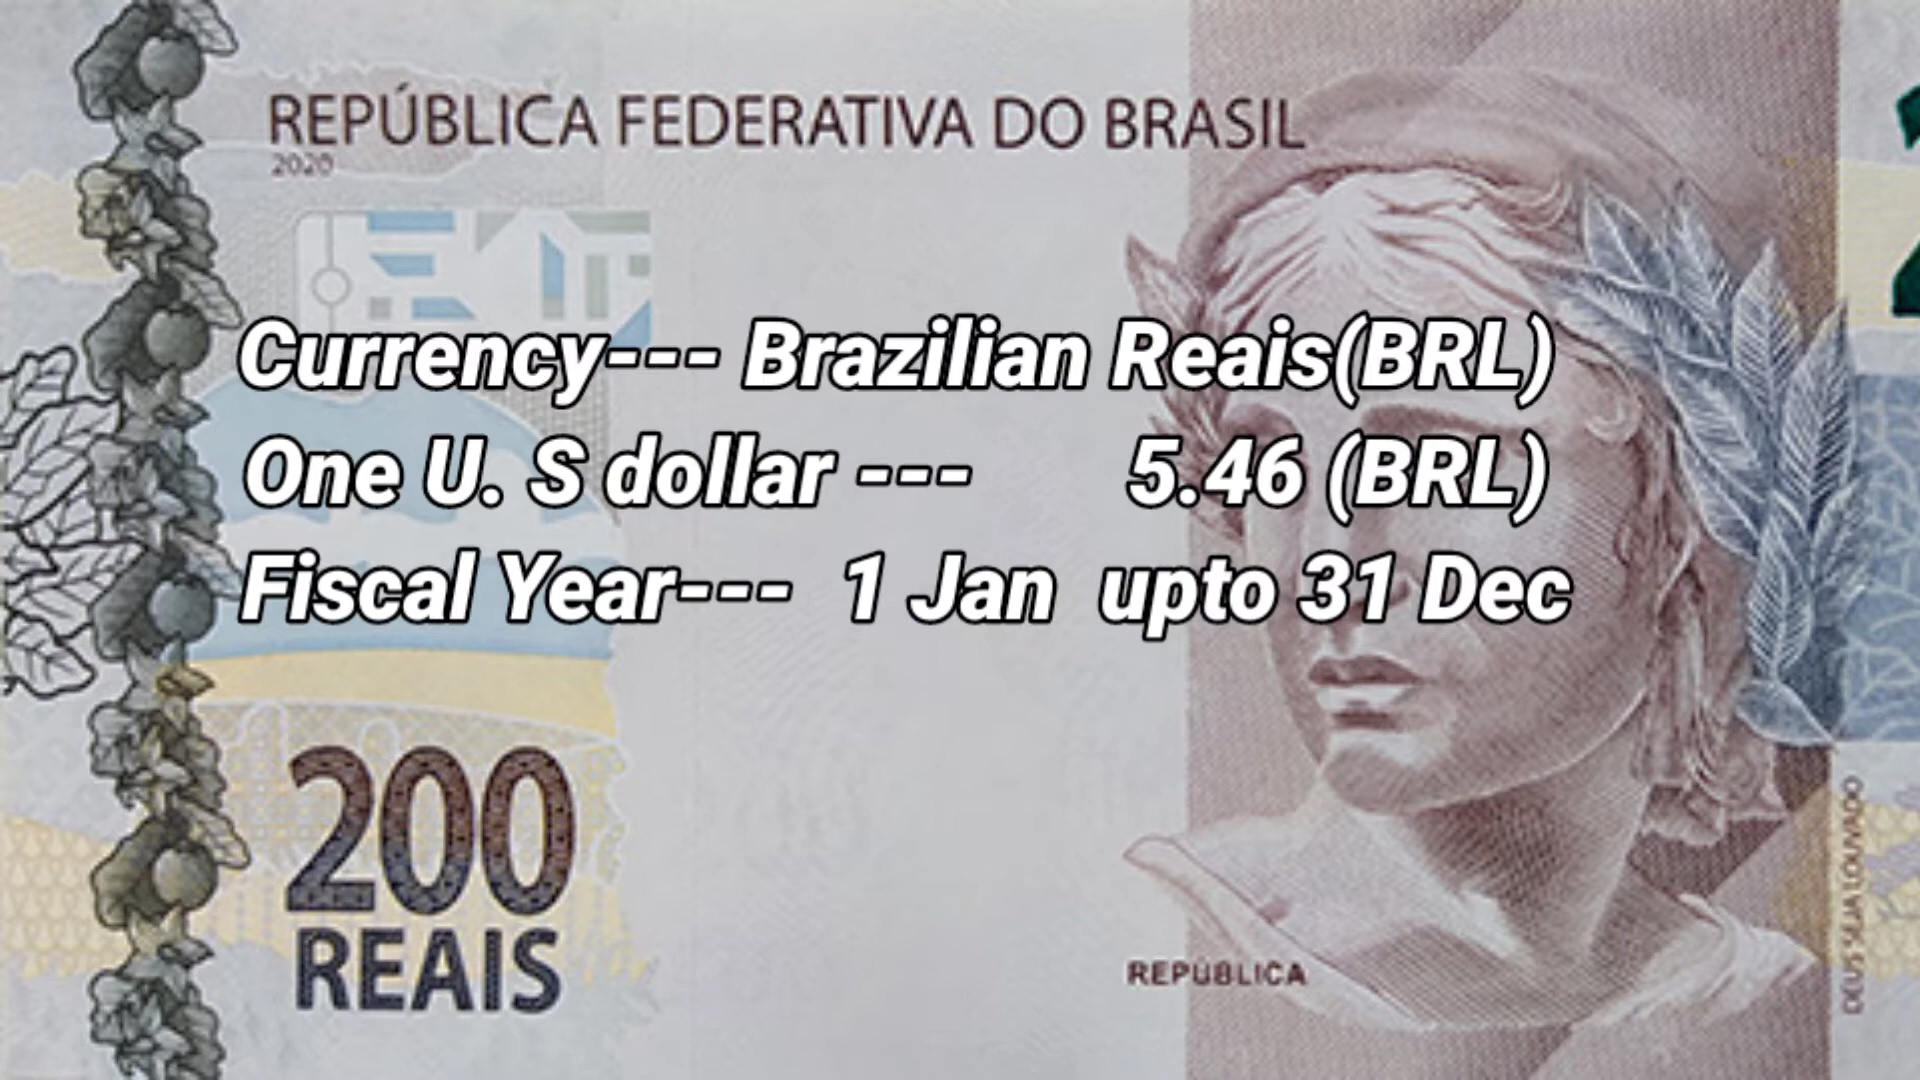 REPÚBLICA FEDERATIVA DO BRASIL
2020
Currency--- Brazilian Reais(BRL)
One U. S dollar --- 5.46 (BRL)
Fiscal Year--- 1 Jan upto 31 Dec
200
REAIS
REPÚBLICA
DEUS SEJA LOUVADO